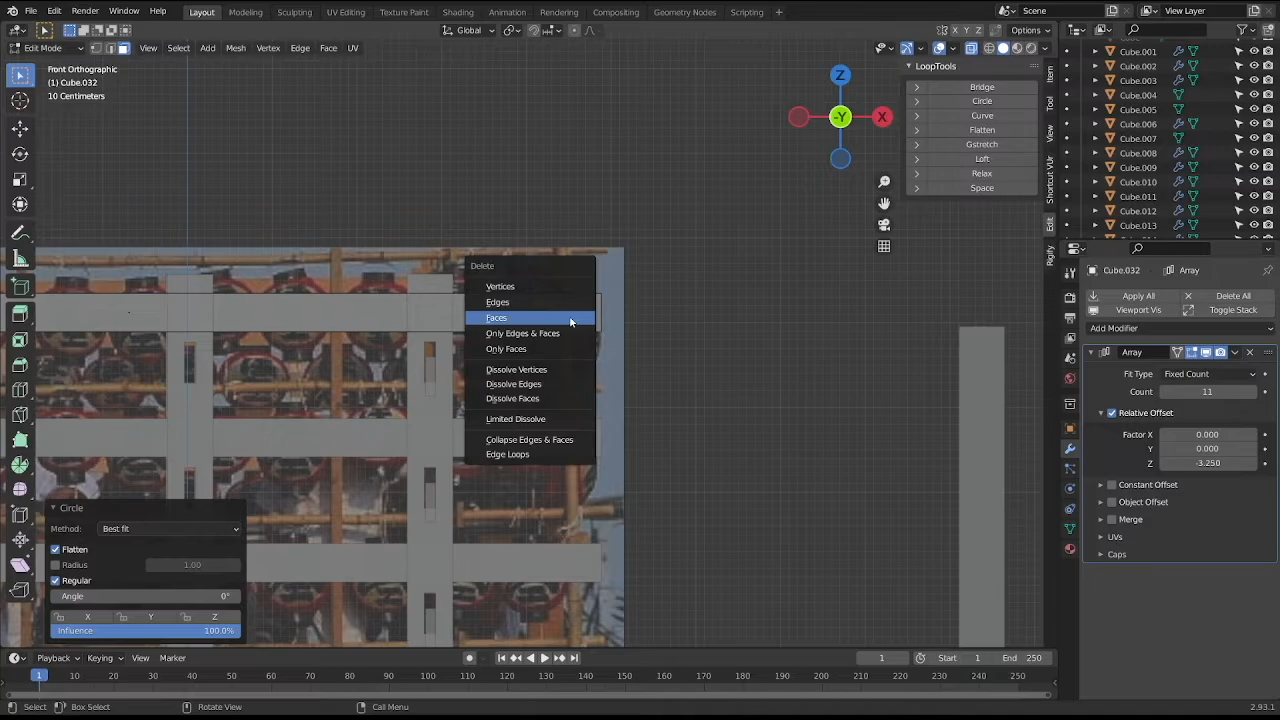 File Edit Render Window Help
Layout Modeling Sculpting UV Editing Texture Paint Shading Animation Rendering Compositing Geometry Nodes Scripting +
Scene
View Layer
Global
Options
Edit Mode
View Select Add Mesh Vertex Edge Face UV
Front Orthographic
(1) Cube.032
10 Centimeters
Z
-Y
X
LoopTools
Bridge
Circle
Curve
Flatten
Gstretch
Loft
Relax
Space
Item
Tool
View
Shortcut VUr
Edit
Rigify
Cube.001
Cube.002
Cube.003
Cube.004
Cube.005
Cube.006
Cube.007
Cube.008
Cube.009
Cube.010
Cube.011
Cube.012
Cube.013
Delete
Vertices
Edges
Faces
Only Edges & Faces
Only Faces
Dissolve Vertices
Dissolve Edges
Dissolve Faces
Limited Dissolve
Collapse Edges & Faces
Edge Loops
Cube.032
Array
Apply All
Delete All
Viewport Vis
Toggle Stack
Add Modifier
Array
Fit Type Fixed Count
Count 11
Relative Offset
Factor X 0.000
Y 0.000
Z -3.250
Constant Offset
Object Offset
Merge
UVs
Caps
Circle
Method: Best fit
Flatten
Radius 1.00
Regular
Angle 0°
X Y Z
Influence 100.0%
Playback Keying View Marker
1
Start 1 End 250
1 10 20 30 40 50 60 70 80 90 100 110 120 130 140 150 160 170 180 190 200 210 220 230 240 250
Select
Box Select
Rotate View
Call Menu
2.93.1